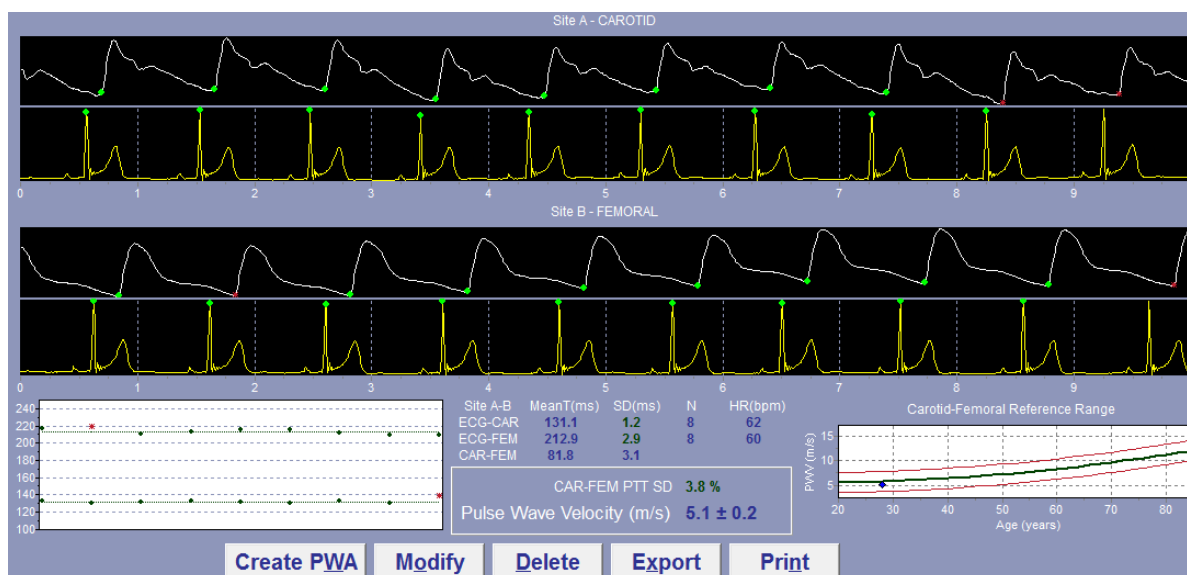 Site A - CAROTID
0 1 2 3 4 5 6 7 8 9
Site B - FEMORAL
0 1 2 3 4 5 6 7 8 9
240
220
200
180
160
140
120
100
Site A-B MeanT(ms) SD(ms) N HR(bpm)
ECG-CAR 131.1 1.2 8 62
ECG-FEM 212.9 2.9 8 60
CAR-FEM 81.8 3.1
CAR-FEM PTT SD 3.8 %
Pulse Wave Velocity (m/s) 5.1 ± 0.2
Carotid-Femoral Reference Range
PWV (m/s)
15
10
5
20 30 40 50 60 70 80
Age (years)
Create PWA Modify Delete Export Print